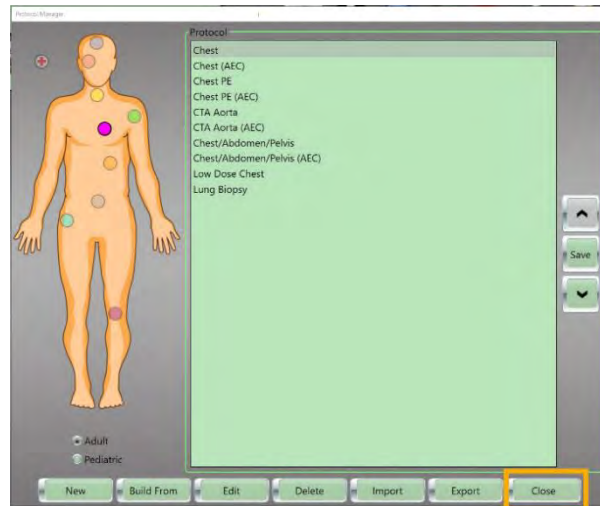 Protocol Manager
Protocol
Chest
Chest (AEC)
Chest PE
Chest PE (AEC)
CTA Aorta
CTA Aorta (AEC)
Chest/Abdomen/Pelvis
Chest/Abdomen/Pelvis (AEC)
Low Dose Chest
Lung Biopsy
Save
Adult
Pediatric
New
Build From
Edit
Delete
Import
Export
Close